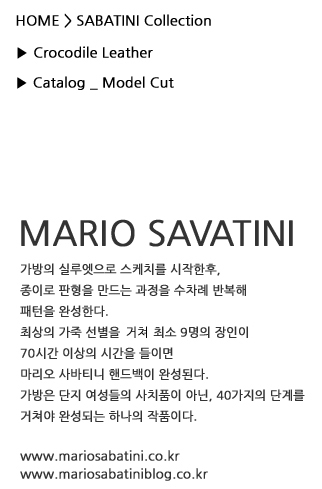 HOME > SABATINI Collection
▶ Crocodile Leather
▶ Catalog _ Model Cut
MARIO SAVATINI
가방의 실루엣으로 스케치를 시작한후,
종이로 판형을 만드는 과정을 수차례 반복해
패턴을 완성한다.
최상의 가죽 선별을 거쳐 최소 9명의 장인이
70시간 이상의 시간을 들이면
마리오 사바티니 핸드백이 완성된다.
가방은 단지 여성들의 사치품이 아닌, 40가지의 단계를
거쳐야 완성되는 하나의 작품이다.
www.mariosabatini.co.kr
www.mariosabatiniblog.co.kr